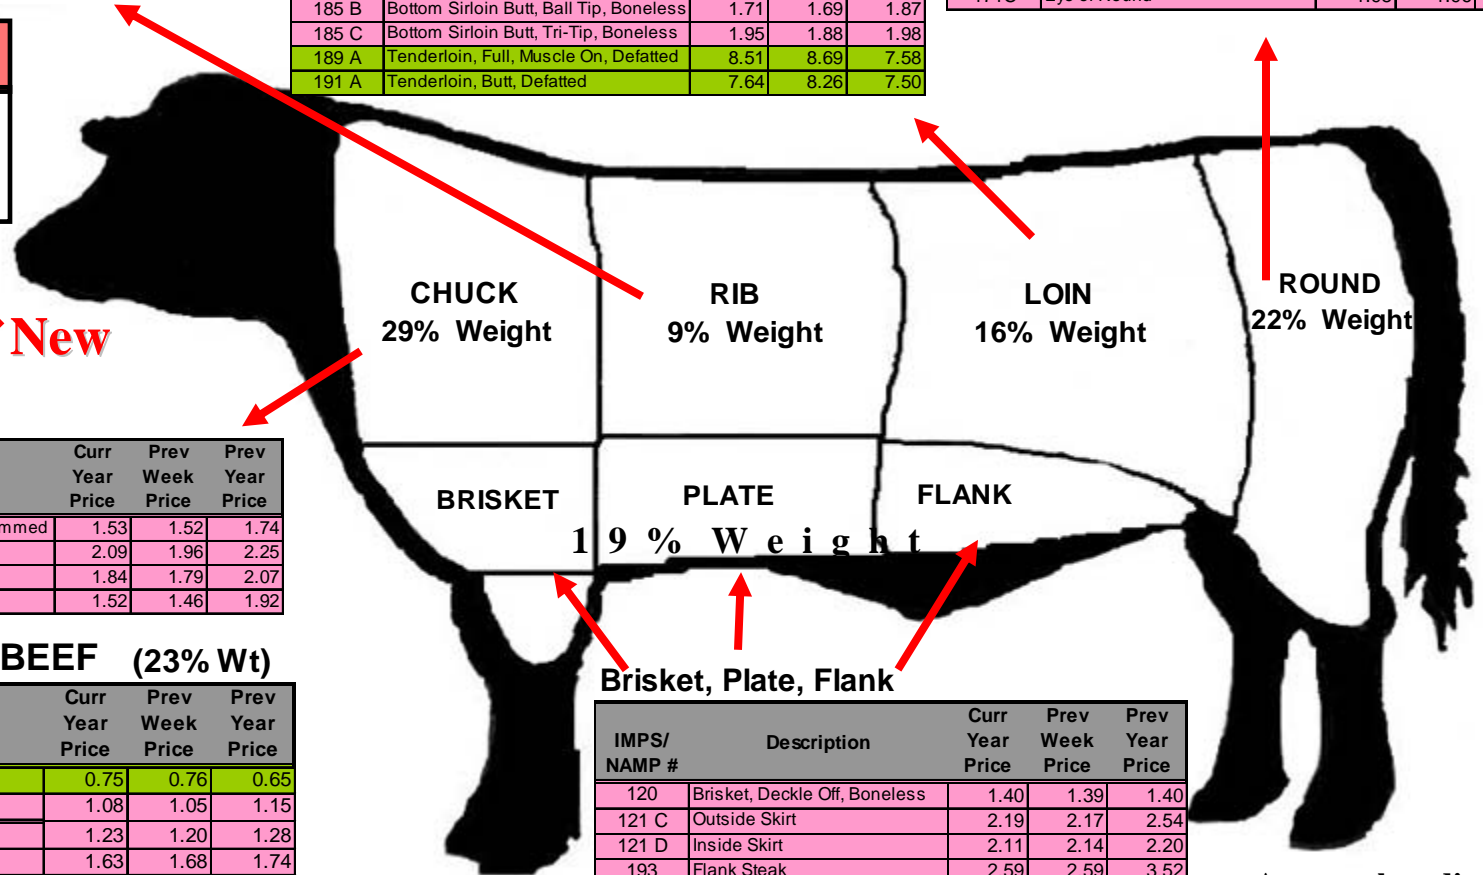 185 B Bottom Sirloin Butt, Ball Tip, Boneless 1.71 1.69 1.87
185 C Bottom Sirloin Butt, Tri-Tip, Boneless 1.95 1.88 1.98
189 A Tenderloin, Full, Muscle On, Defatted 8.51 8.69 7.58
191 A Tenderloin, Butt, Defatted 7.64 8.26 7.50
CHUCK
29% Weight
RIB
9% Weight
LOIN
16% Weight
ROUND
22% Weight
New
Curr Prev Prev
Year Week Year
Price Price Price
mmed 1.53 1.52 1.74
2.09 1.96 2.25
1.84 1.79 2.07
1.52 1.46 1.92
BRISKET
PLATE
FLANK
19% Weight
BEEF (23% Wt)
Curr Prev Prev
Year Week Year
Price Price Price
0.75 0.76 0.65
1.08 1.05 1.15
1.23 1.20 1.28
1.63 1.68 1.74
Brisket, Plate, Flank
Curr Prev Prev
IMPS/ Description Year Week Year
NAMP # Price Price Price
120 Brisket, Deckle Off, Boneless 1.40 1.39 1.40
121 C Outside Skirt 2.19 2.17 2.54
121 D Inside Skirt 2.11 2.14 2.20
193 Flank Steak 2.59 2.59 3.52